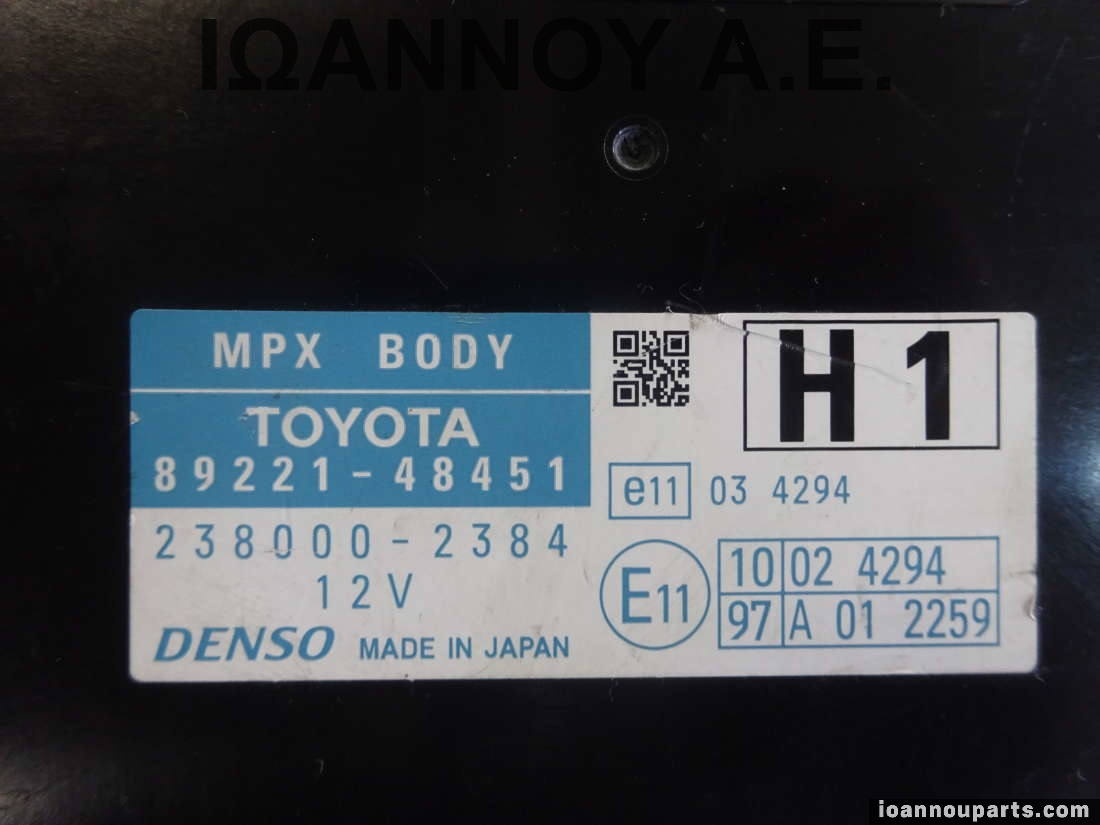 ΙΩΑΝΝΟΥ Α.Ε.
MPX BODY
TOYOTA
89221-48451
238000-2384
12V
DENSO MADE IN JAPAN
H1
e11 03 4294
E11
10 02 4294
97 A 01 2259
ioannouparts.com